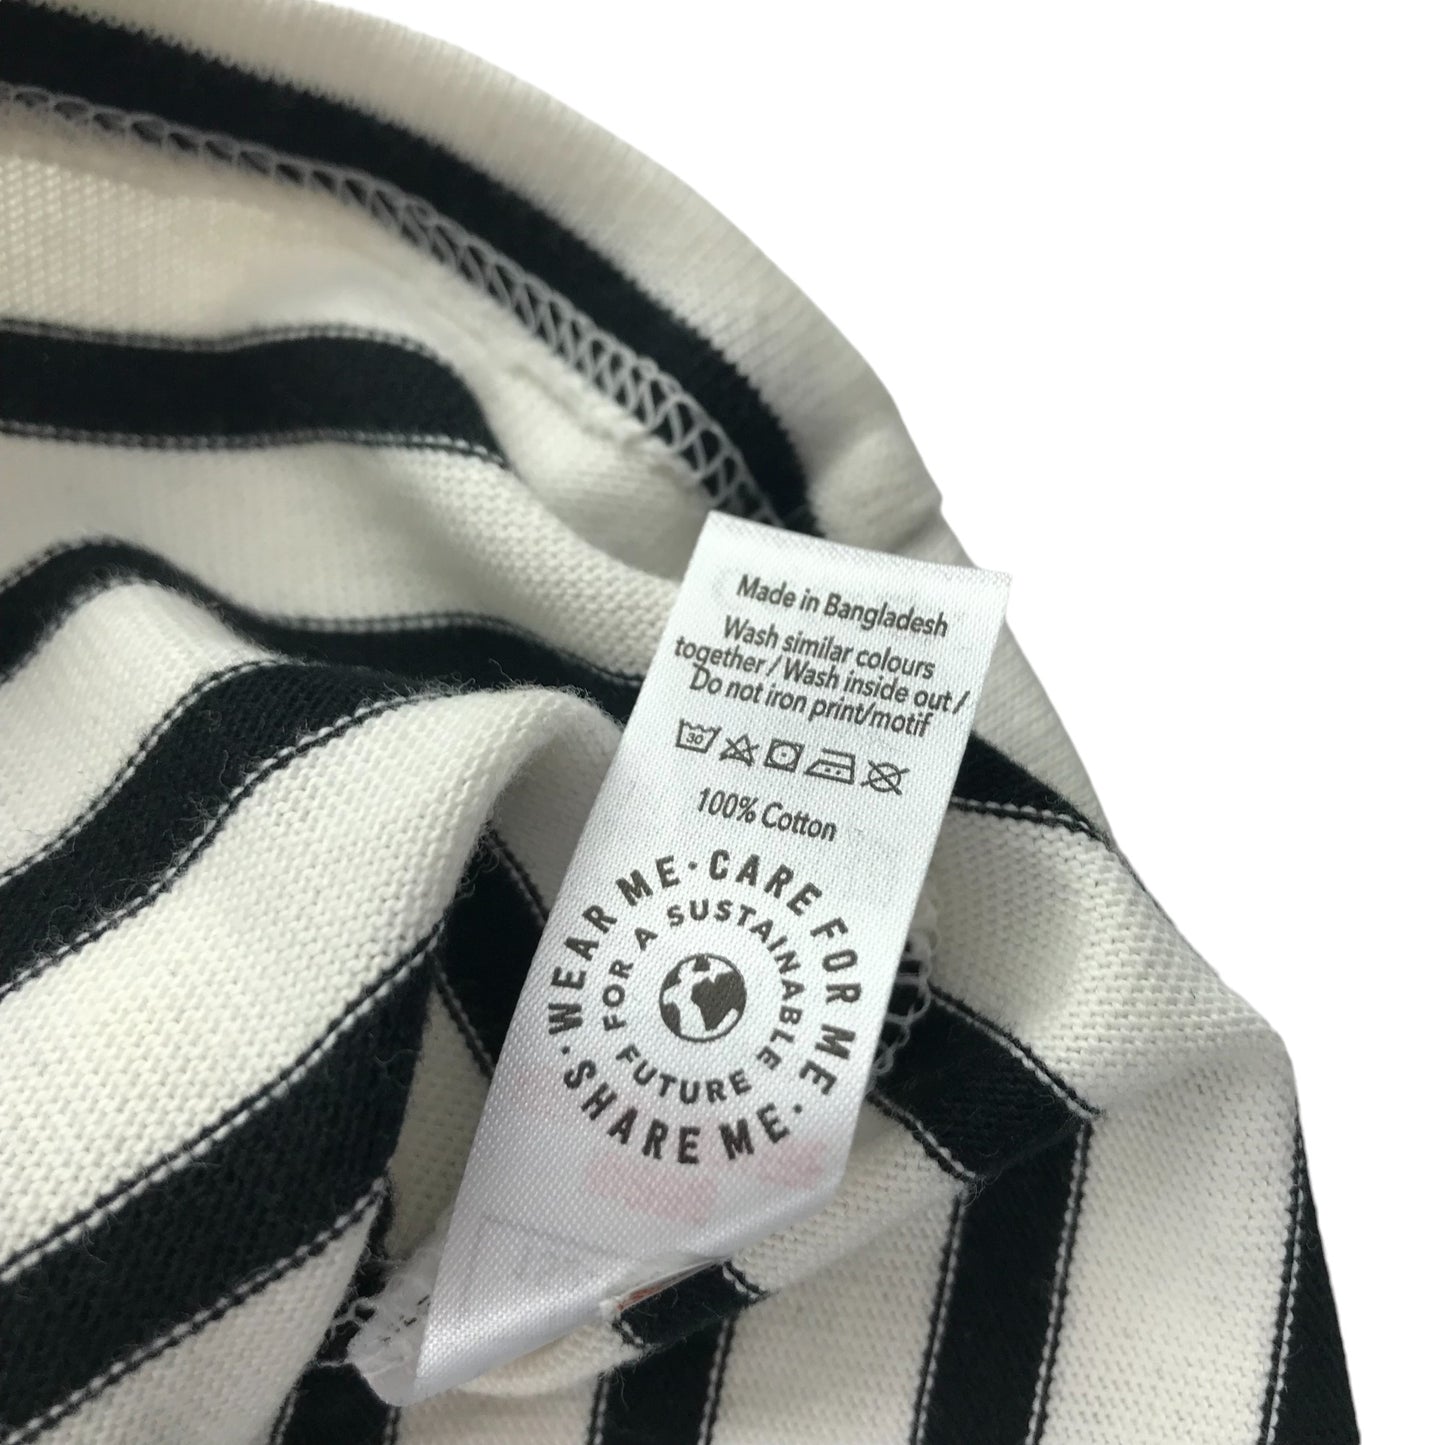 Made in Bangladesh
Wash similar colours
together / Wash inside out /
Do not iron print/motif
30
100% Cotton
WEAR ME · CARE FOR ME · SHARE ME ·
FOR A SUSTAINABLE FUTURE